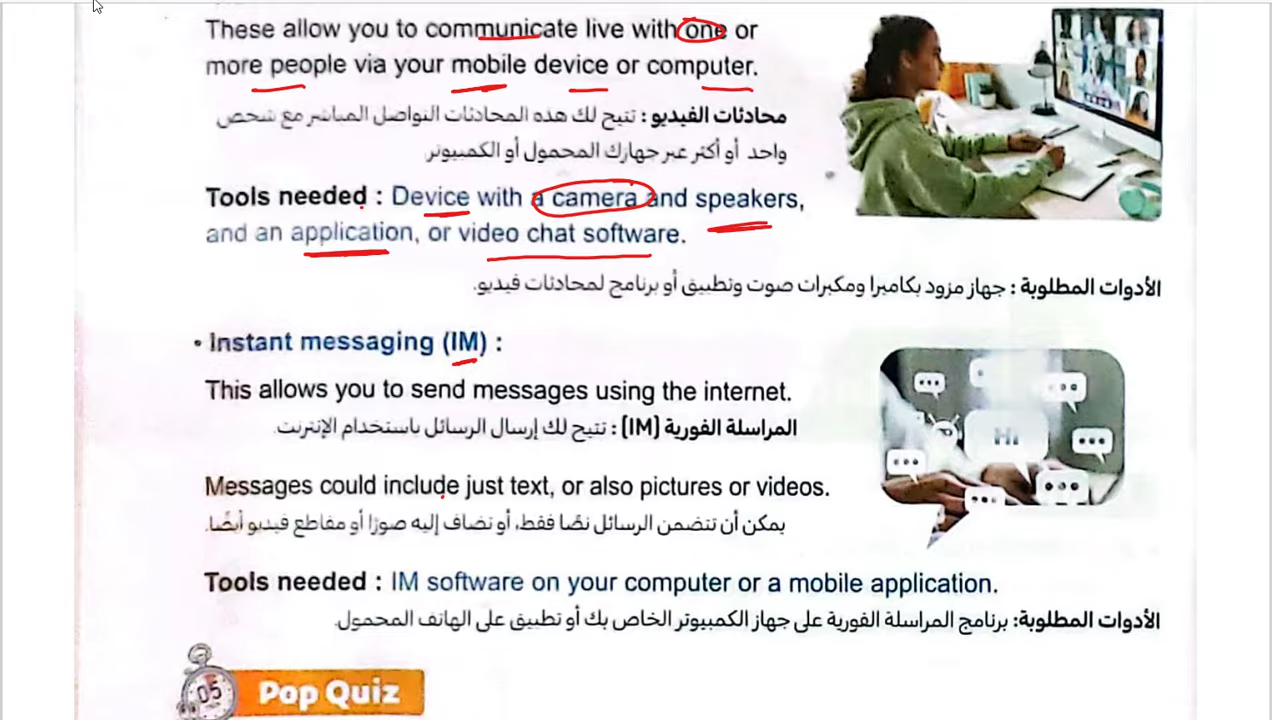 These allow you to communicate live with one or
more people via your mobile device or computer.
محادثات الفيديو : تتيح لك هذه المحادثات التواصل المباشر مع شخص
واحد أو أكثر عبر جهازك المحمول أو الكمبيوتر.
Tools needed : Device with a camera and speakers,
and an application, or video chat software.
الأدوات المطلوبة : جهاز مزود بكاميرا ومكبرات صوت وتطبيق أو برنامج لمحادثات فيديو.
• Instant messaging (IM) :
This allows you to send messages using the internet.
المراسلة الفورية (IM) : تتيح لك إرسال الرسائل باستخدام الإنترنت.
Hi
Messages could include just text, or also pictures or videos.
يمكن أن تتضمن الرسائل نصًا فقط، أو تضاف إليه صورًا أو مقاطع فيديو أيضًا.
Tools needed : IM software on your computer or a mobile application.
الأدوات المطلوبة: برنامج المراسلة الفورية على جهاز الكمبيوتر الخاص بك أو تطبيق على الهاتف المحمول.
05
Pop Quiz